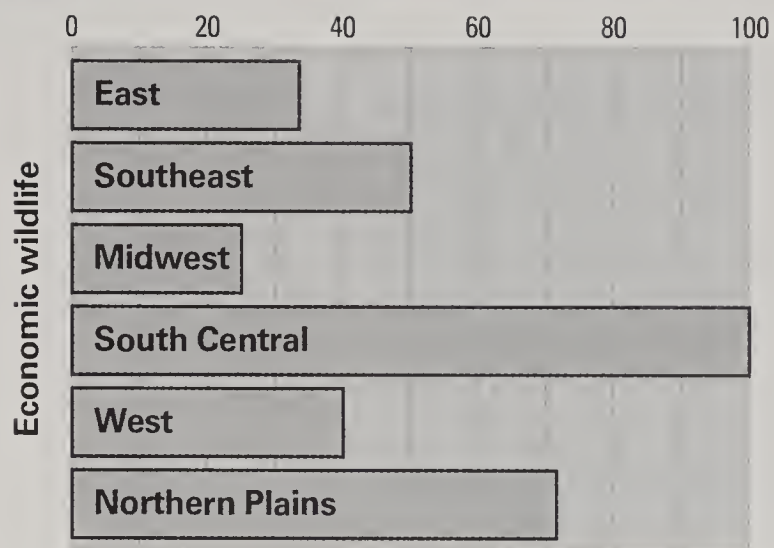 0 20 40 60 80 100
Economic wildlife
East
Southeast
Midwest
South Central
West
Northern Plains